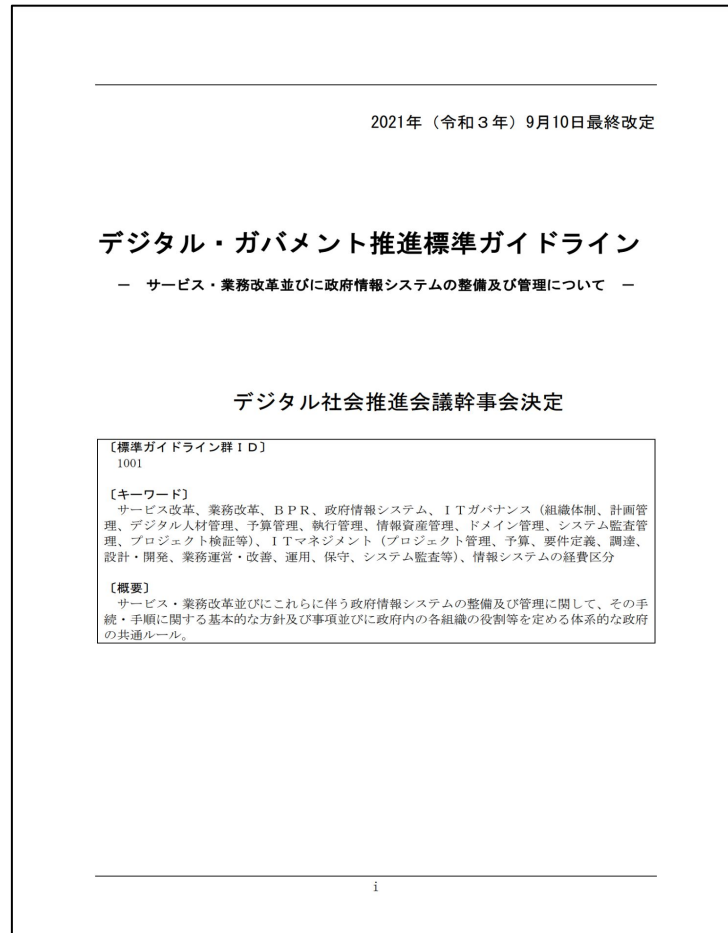 2021年（令和３年）9月10日最終改定
デジタル・ガバメント推進標準ガイドライン
－　サービス・業務改革並びに政府情報システムの整備及び管理について　－
デジタル社会推進会議幹事会決定
〔標準ガイドライン群ＩＤ〕
1001
〔キーワード〕
サービス改革、業務改革、ＢＰＲ、政府情報システム、ＩＴガバナンス（組織体制、計画管
理、デジタル人材管理、予算管理、執行管理、情報資産管理、ドメイン管理、システム監査管
理、プロジェクト検証等）、ＩＴマネジメント（プロジェクト管理、予算、要件定義、調達、
設計・開発、業務運営・改善、運用、保守、システム監査等）、情報システムの経費区分
〔概要〕
サービス・業務改革並びにこれらに伴う政府情報システムの整備及び管理に関して、その手
続・手順に関する基本的な方針及び事項並びに政府内の各組織の役割等を定める体系的な政府
の共通ルール。
i